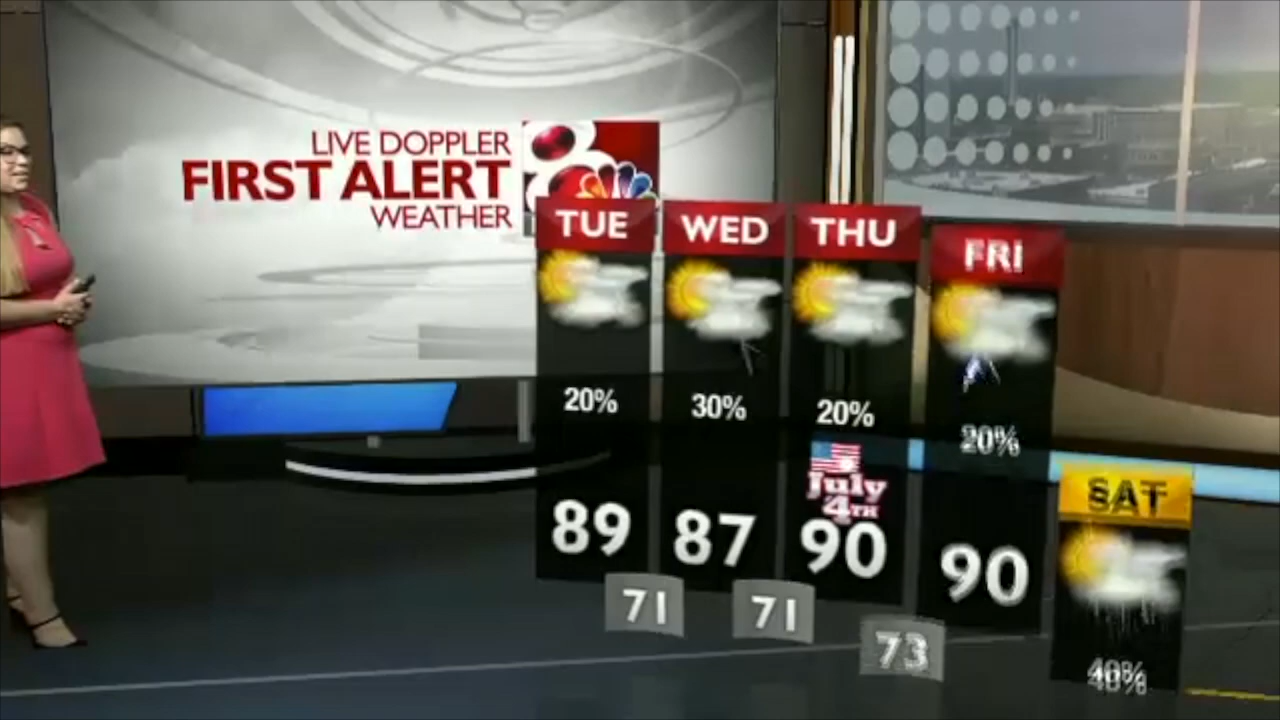 LIVE DOPPLER
FIRST ALERT
WEATHER
8
TUE
WED
THU
FRI
SAT
20%
30%
20%
20%
40%
July
4TH
89
87
90
90
71
71
73